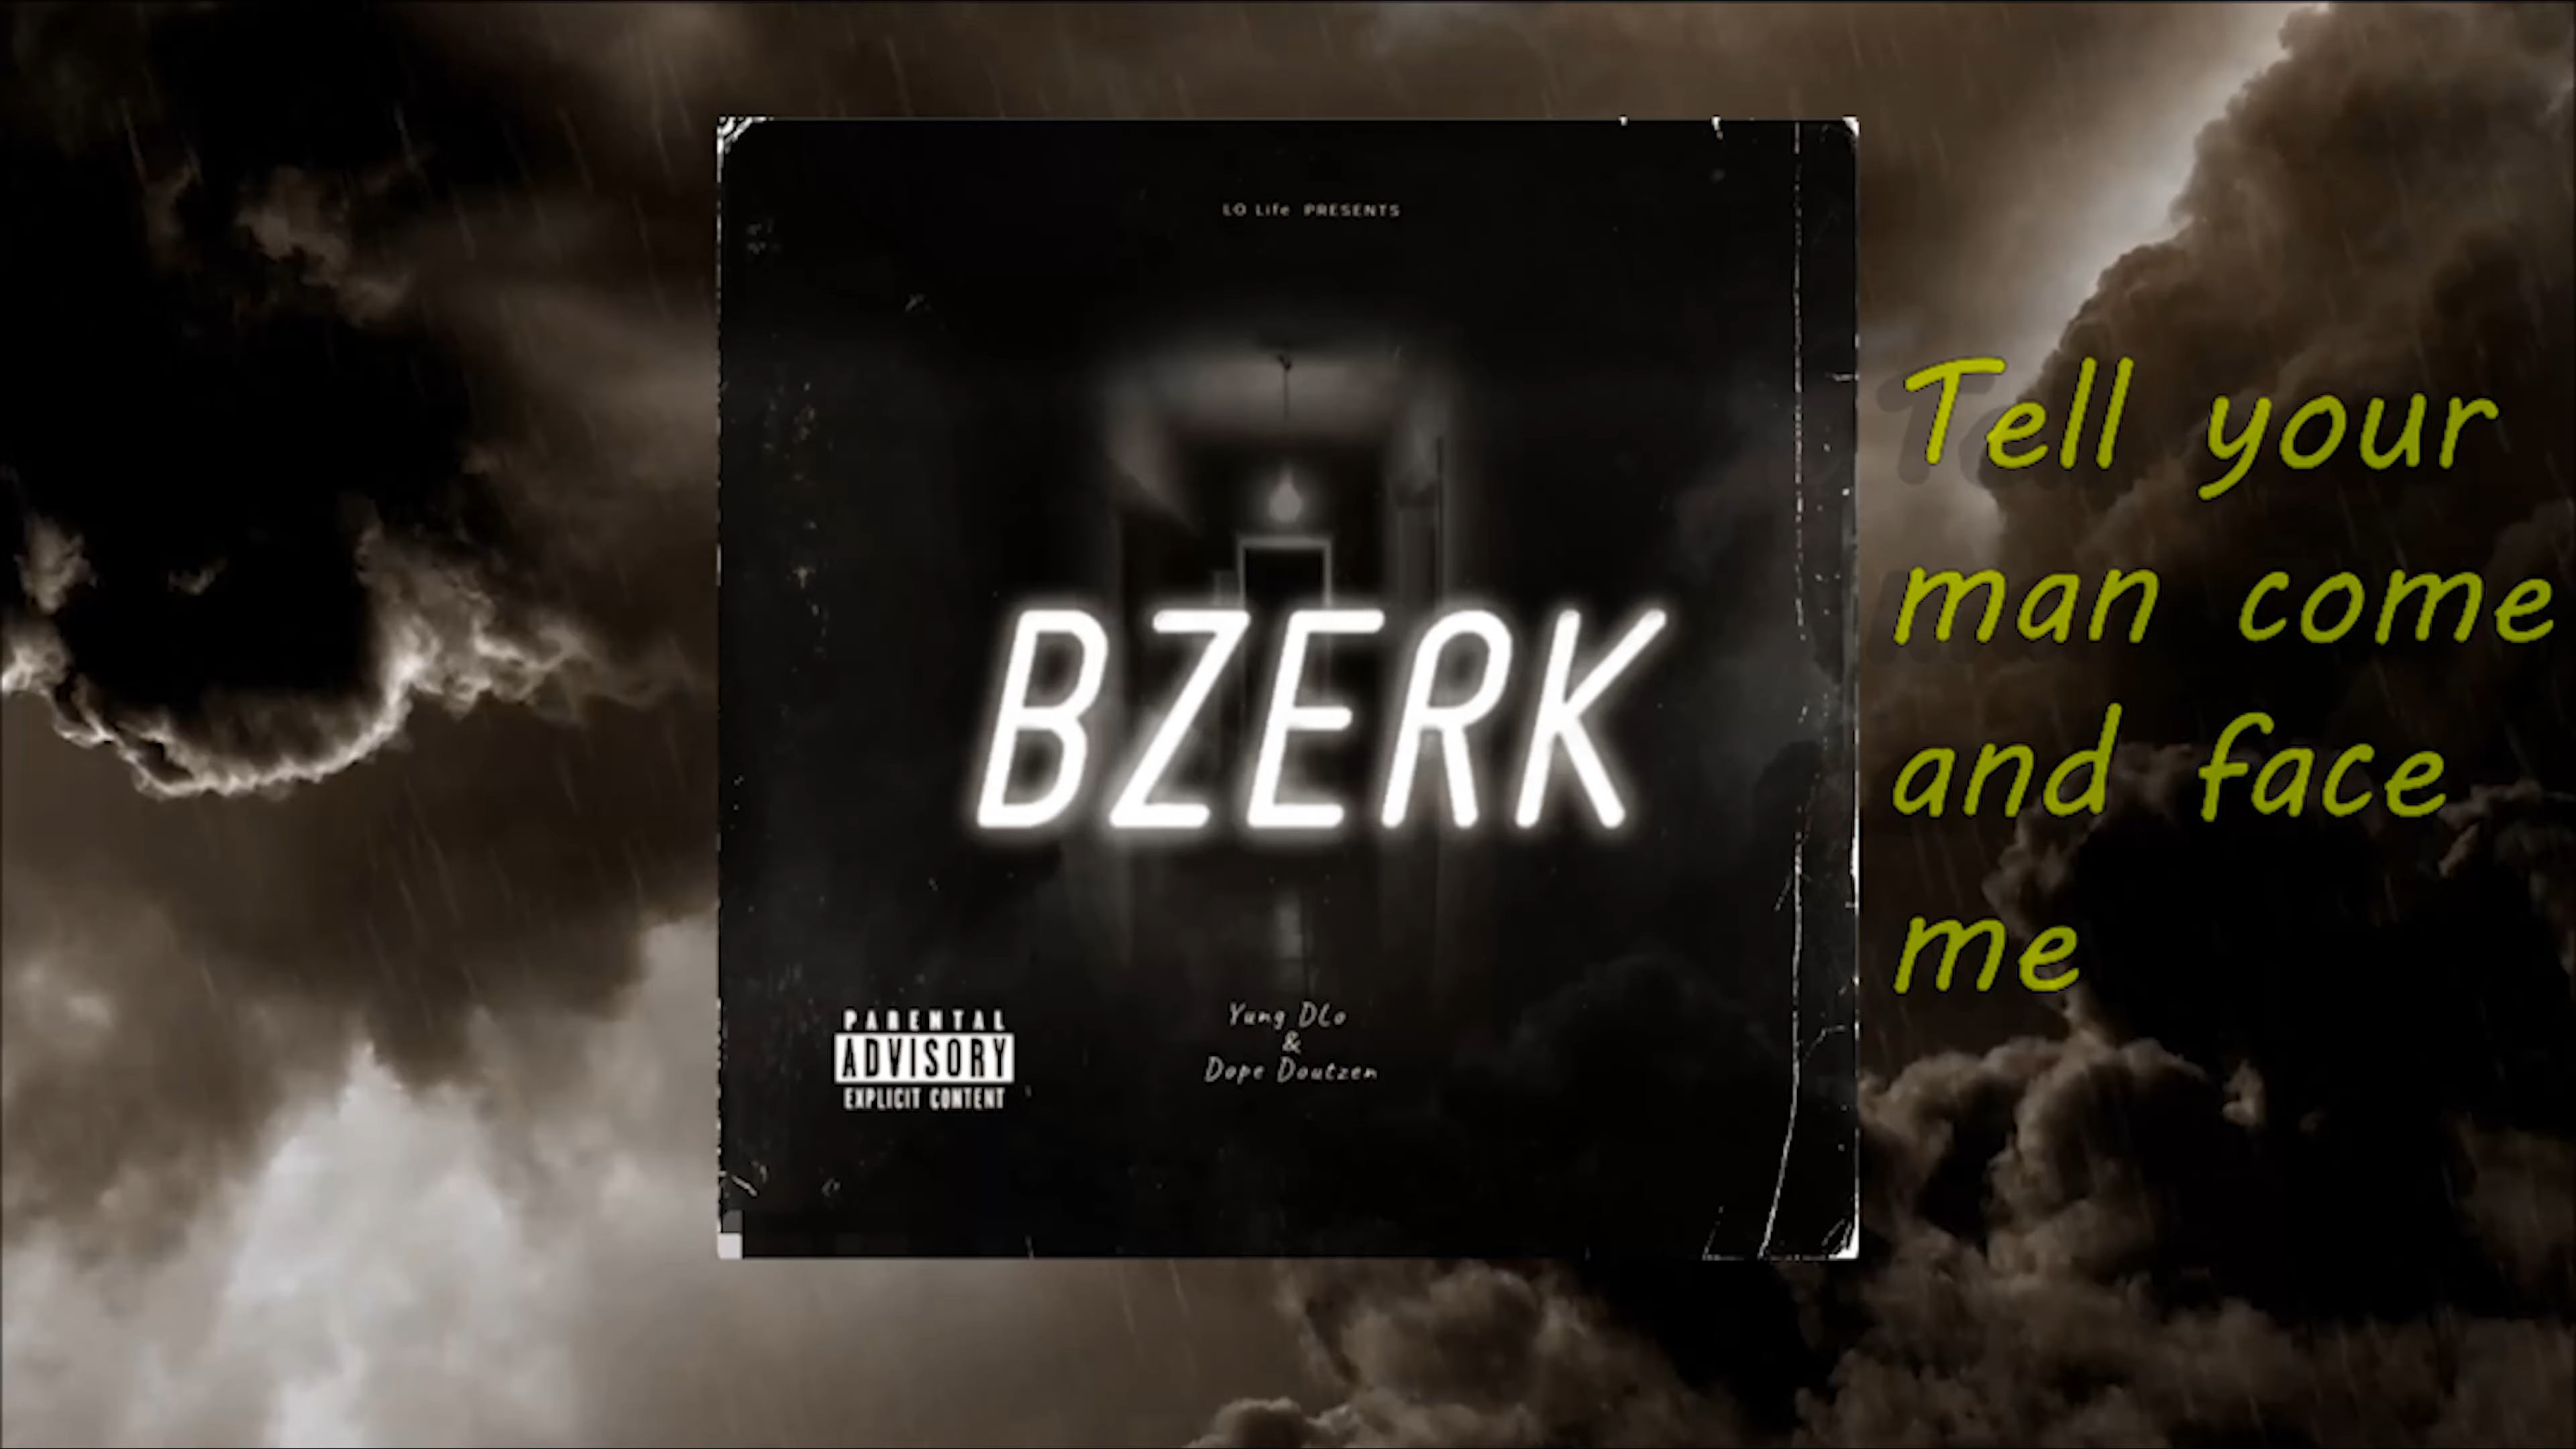 LO Life PRESENTS
BZERK
PARENTAL
ADVISORY
EXPLICIT CONTENT
Yung DLo
&
Dope Doutzen
Tell your
man come
and face
me